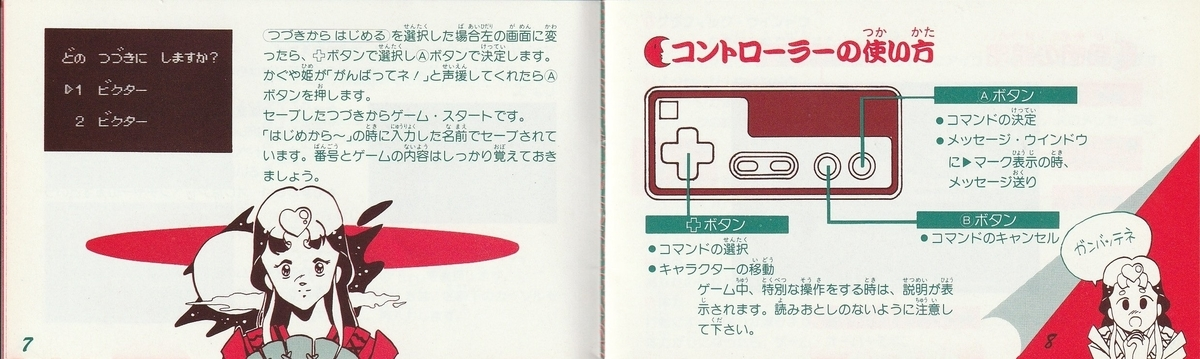 どの つづきに しますか?
▷1 ビクター
2 ビクター
つづきから はじめる を選択した場合左の画面に変
ったら、✚ボタンで選択しⒶボタンで決定します。
かぐや姫が「がんばってネ!」と声援してくれたらⒶ
ボタンを押します。
セーブしたつづきからゲーム・スタートです。
「はじめから〜」の時に入力した名前でセーブされて
います。番号とゲームの内容はしっかり覚えておき
ましょう。
7
コントローラーの使い方
Ⓐボタン
●コマンドの決定
●メッセージ・ウインドウ
に▶マーク表示の時、
メッセージ送り
✚ボタン
●コマンドの選択
●キャラクターの移動
Ⓑボタン
●コマンドのキャンセル
ゲーム中、特別な操作をする時は、説明が表
示されます。読みおとしのないように注意し
て下さい。
ガンバッテネ
8